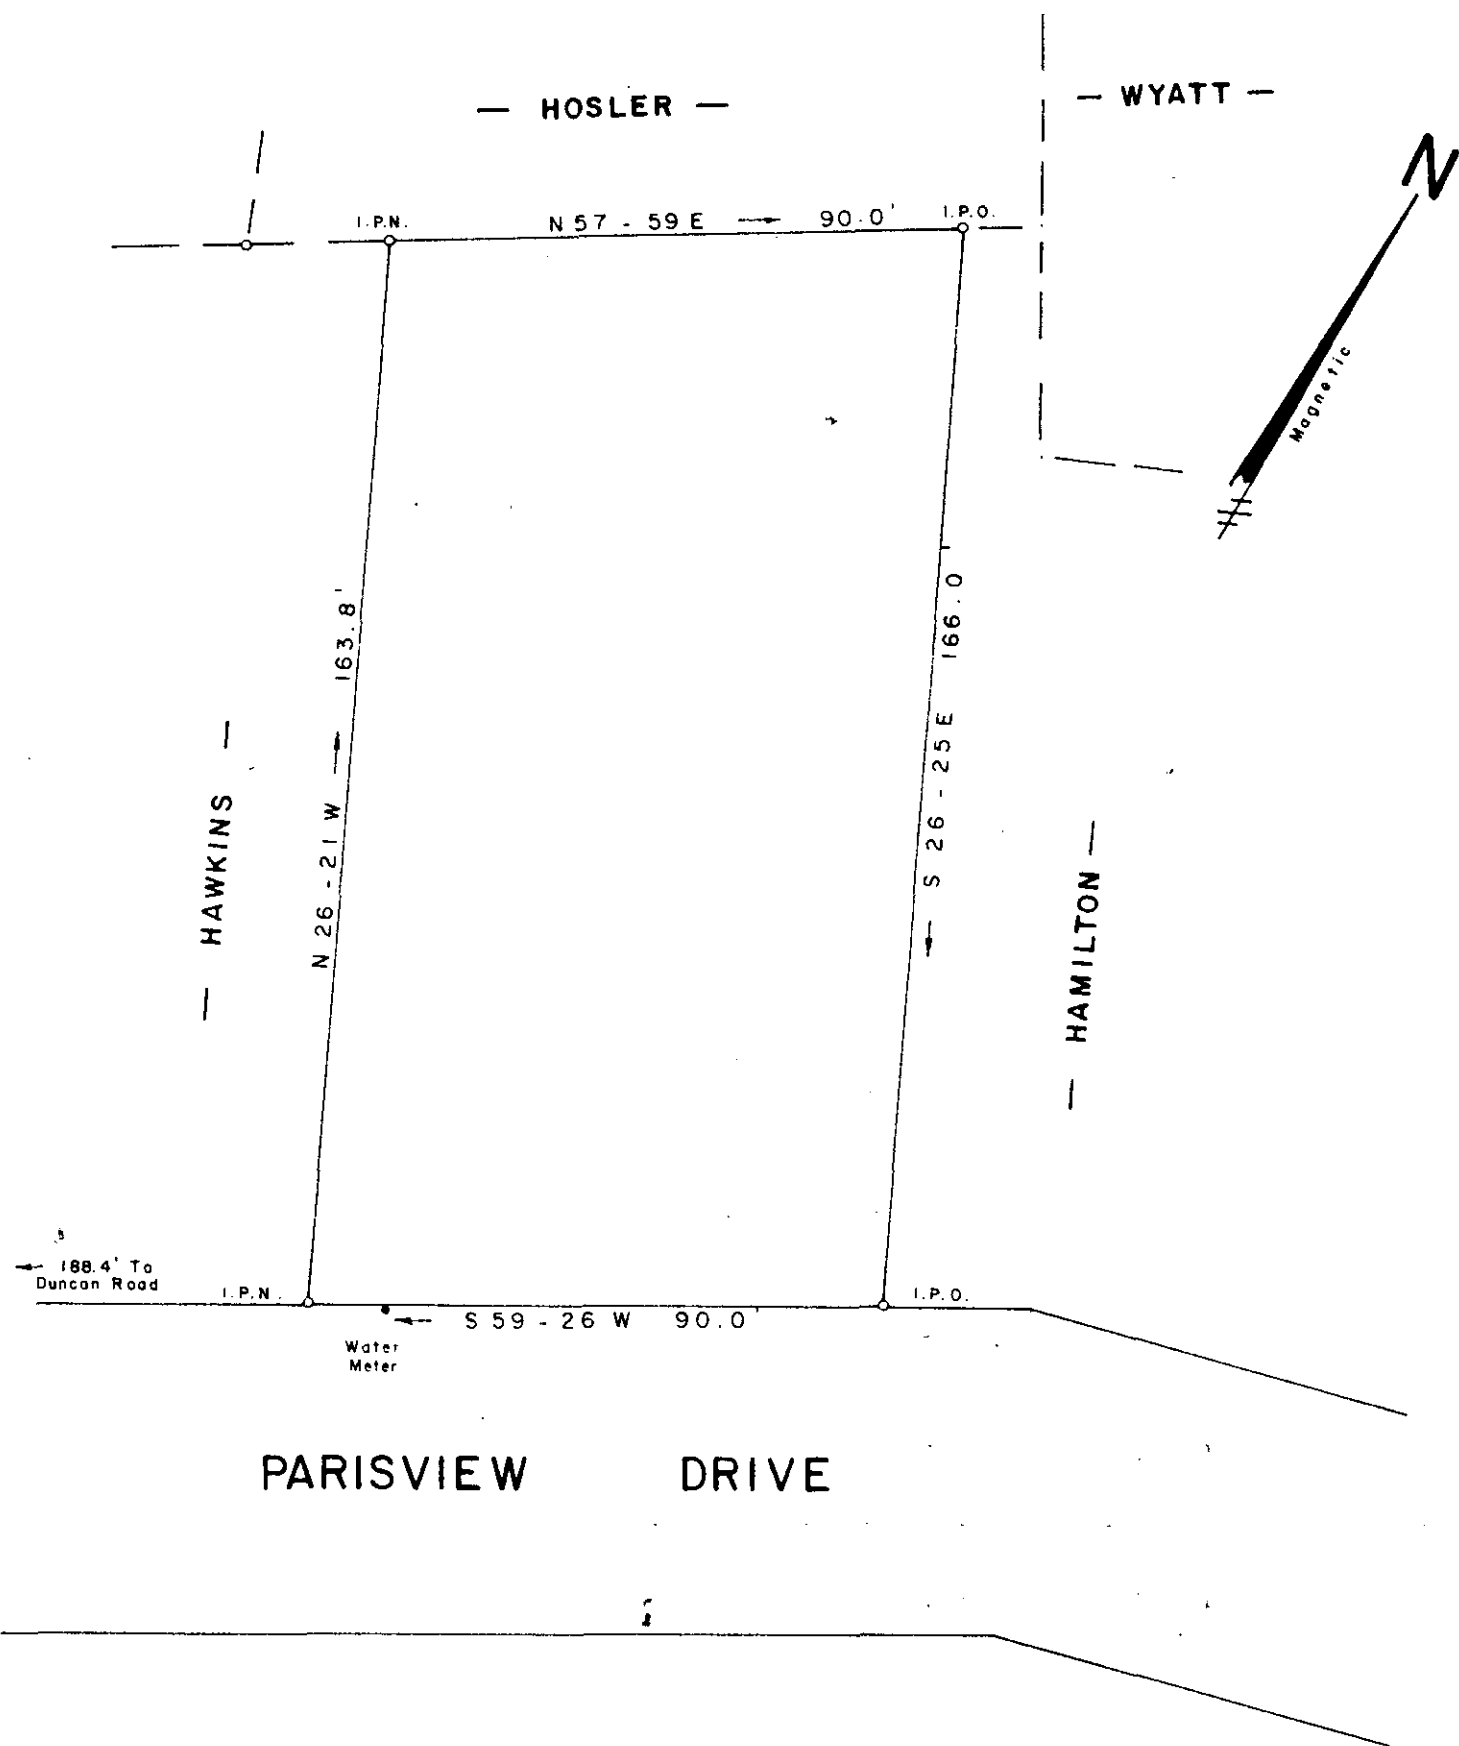 — HOSLER —
— WYATT —
N
I.P.N.
N 57 - 59 E → 90.0'
I.P.O.
Magnetic
N 26 - 21 W → 163.8'
← S 26 - 25 E 166.0'
— HAWKINS —
— HAMILTON —
← 188.4' To
Duncan Road
I.P.N.
I.P.O.
← S 59 - 26 W 90.0'
Water
Meter
PARISVIEW DRIVE